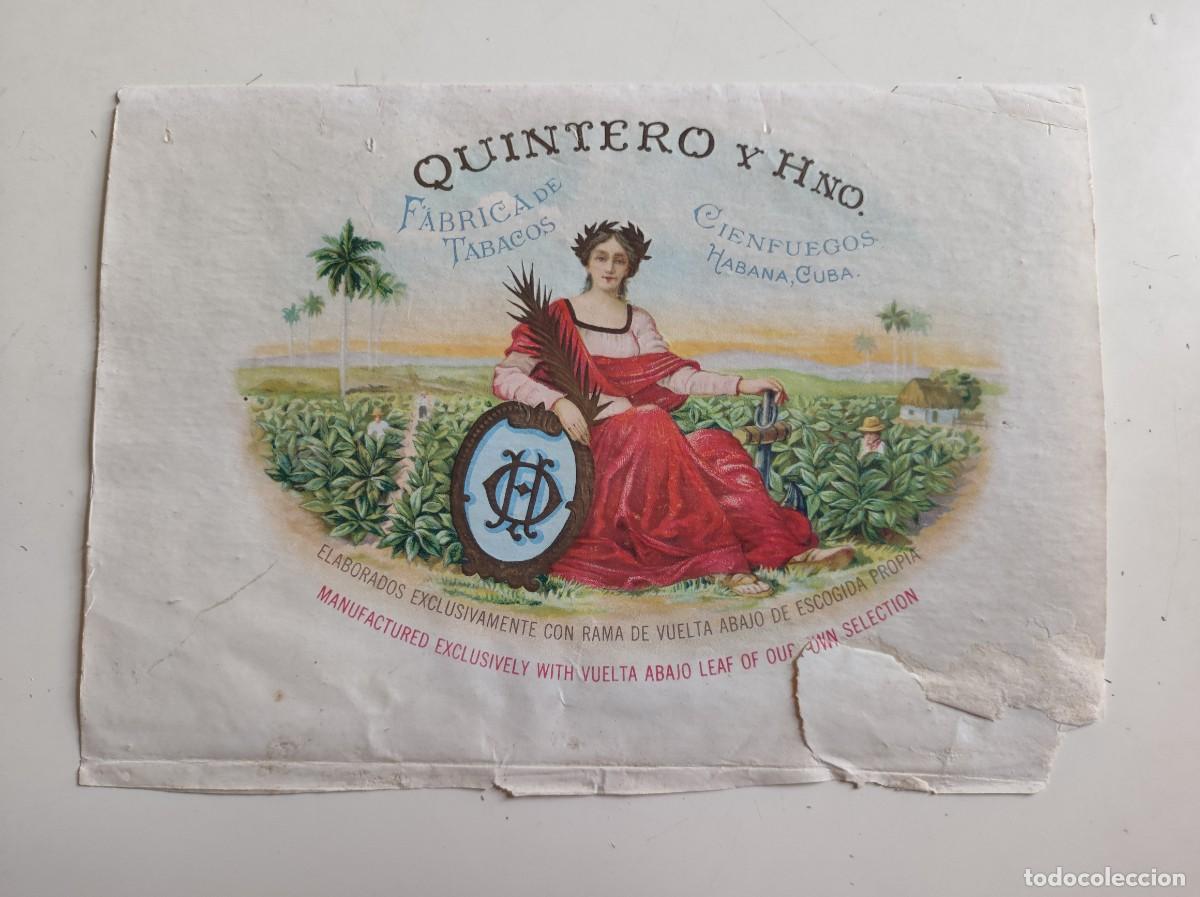 QUINTERO Y HNO.
FÁBRICA DE
TABACOS
CIENFUEGOS
HABANA, CUBA.
ELABORADOS EXCLUSIVAMENTE CON RAMA DE VUELTA ABAJO DE ESCOGIDA PROPIA
MANUFACTURED EXCLUSIVELY WITH VUELTA ABAJO LEAF OF OUR OWN SELECTION
todocoleccion